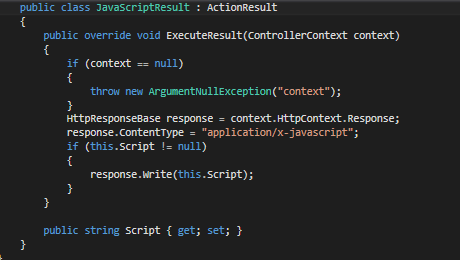 public class JavaScriptResult : ActionResult
{
    public override void ExecuteResult(ControllerContext context)
    {
        if (context == null)
        {
            throw new ArgumentNullException("context");
        }
        HttpResponseBase response = context.HttpContext.Response;
        response.ContentType = "application/x-javascript";
        if (this.Script != null)
        {
            response.Write(this.Script);
        }
    }

    public string Script { get; set; }
}